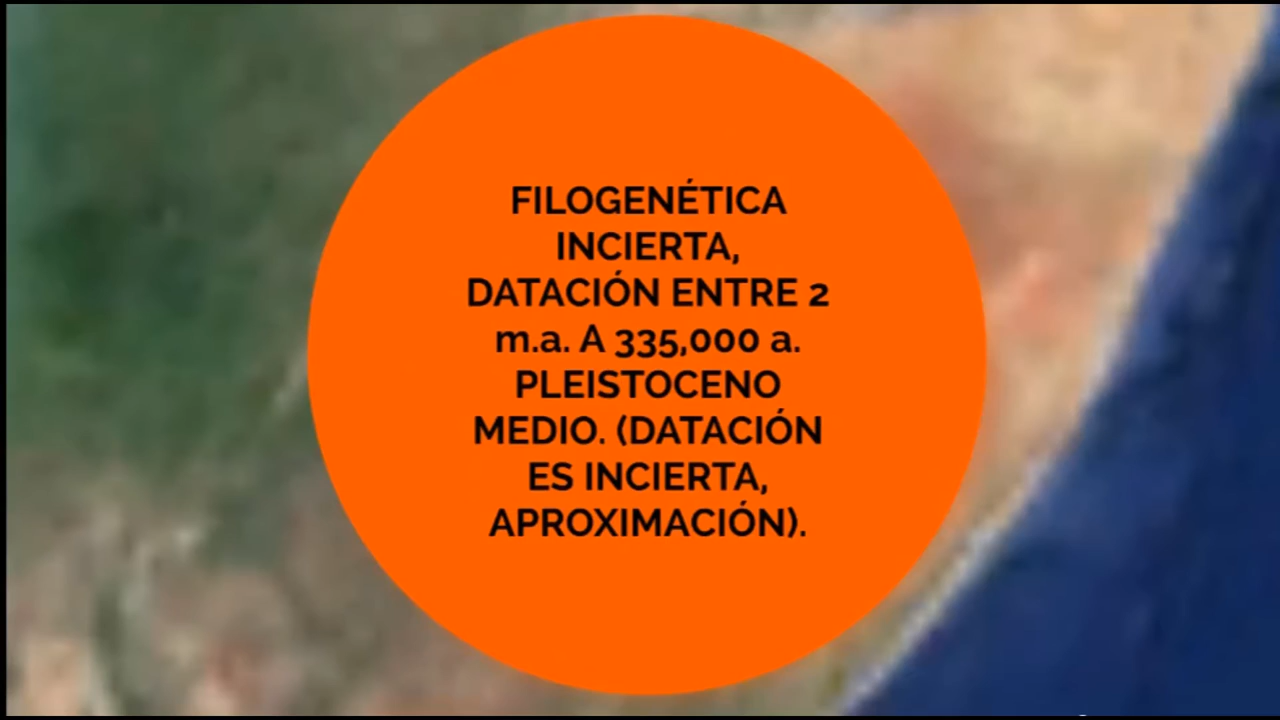 FILOGENÉTICA
INCIERTA,
DATACIÓN ENTRE 2
m.a. A 335,000 a.
PLEISTOCENO
MEDIO. (DATACIÓN
ES INCIERTA,
APROXIMACIÓN).